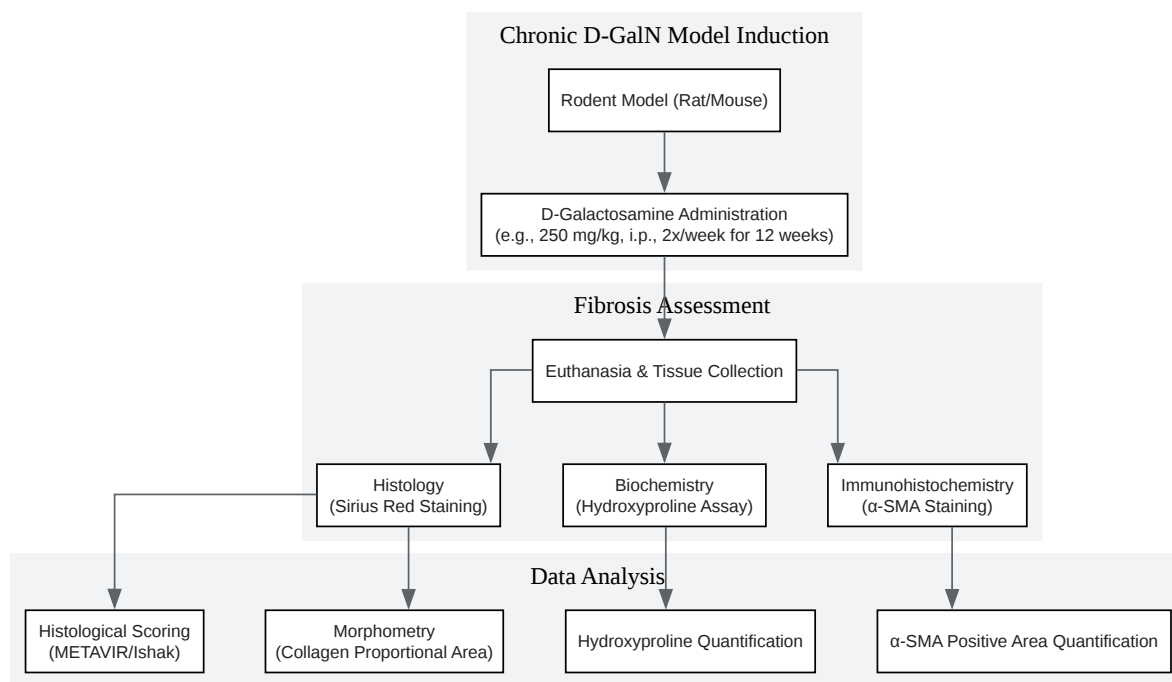 Chronic D-GalN Model Induction
Rodent Model (Rat/Mouse)
D-Galactosamine Administration
(e.g., 250 mg/kg, i.p., 2x/week for 12 weeks)
Fibrosis Assessment
Euthanasia & Tissue Collection
Histology
(Sirius Red Staining)
Biochemistry
(Hydroxyproline Assay)
Immunohistochemistry
(α-SMA Staining)
Data Analysis
Histological Scoring
(METAVIR/Ishak)
Morphometry
(Collagen Proportional Area)
Hydroxyproline Quantification
α-SMA Positive Area Quantification